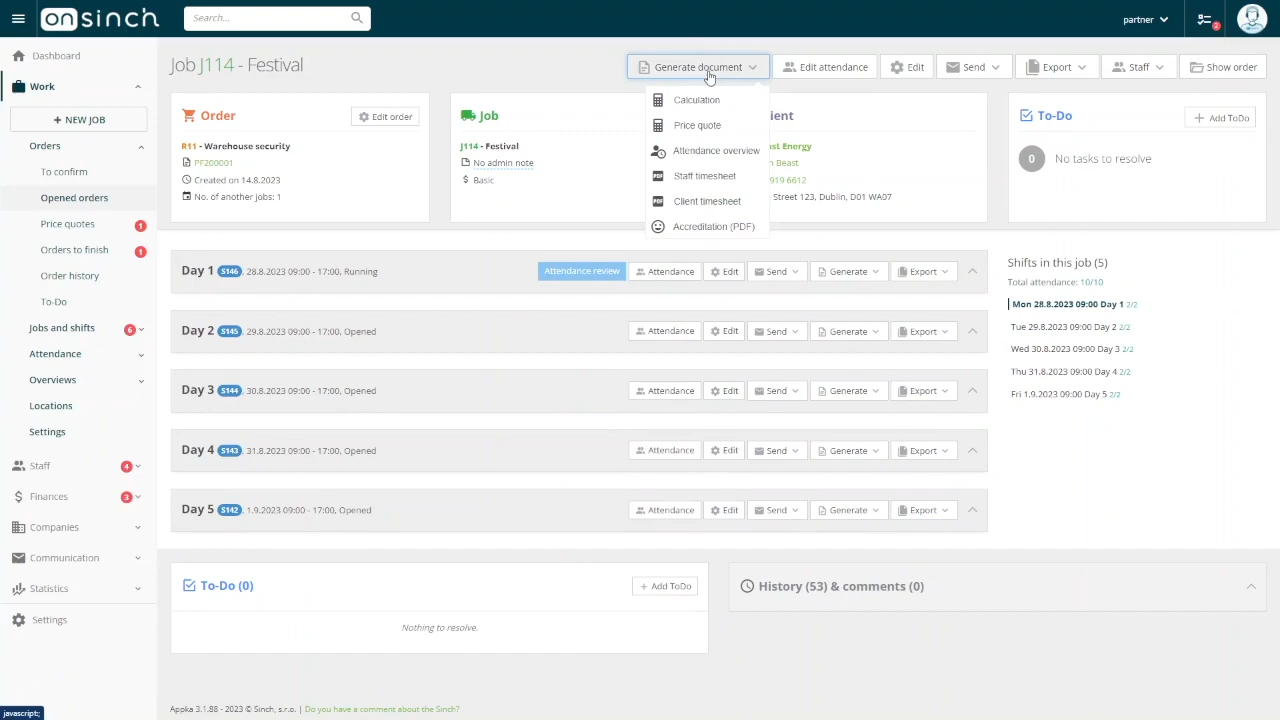 onsinch
Search...
partner
2
Dashboard
Work
+ NEW JOB
Orders
To confirm
Opened orders
Price quotes 1
Orders to finish 1
Order history
To-Do
Jobs and shifts 6
Attendance
Overviews
Locations
Settings
Staff 4
Finances 3
Companies
Communication
Statistics
Settings
javascript:;
Job J114 - Festival
Generate document
Edit attendance
Edit
Send
Export
Staff
Show order
Calculation
Price quote
Attendance overview
Staff timesheet
Client timesheet
Accreditation (PDF)
Order
Edit order
R11 - Warehouse security
PF200001
Created on 14.8.2023
No. of another jobs: 1
Job
J114 - Festival
No admin note
Basic
ient
ast Energy
n Beast
919 6612
Street 123, Dublin, D01 WA07
To-Do
+ Add ToDo
0 No tasks to resolve
Day 1 S146, 28.8.2023 09:00 - 17:00, Running
Attendance review Attendance Edit Send Generate Export
Day 2 S145, 29.8.2023 09:00 - 17:00, Opened
Attendance Edit Send Generate Export
Day 3 S144, 30.8.2023 09:00 - 17:00, Opened
Attendance Edit Send Generate Export
Day 4 S143, 31.8.2023 09:00 - 17:00, Opened
Attendance Edit Send Generate Export
Day 5 S142, 1.9.2023 09:00 - 17:00, Opened
Attendance Edit Send Generate Export
Shifts in this job (5)
Total attendance: 10/10
Mon 28.8.2023 09:00 Day 1 2/2
Tue 29.8.2023 09:00 Day 2 2/2
Wed 30.8.2023 09:00 Day 3 2/2
Thu 31.8.2023 09:00 Day 4 2/2
Fri 1.9.2023 09:00 Day 5 2/2
To-Do (0)
+ Add ToDo
Nothing to resolve.
History (53) & comments (0)
Appka 3.1.88 - 2023 © Sinch, s.r.o. | Do you have a comment about the Sinch?